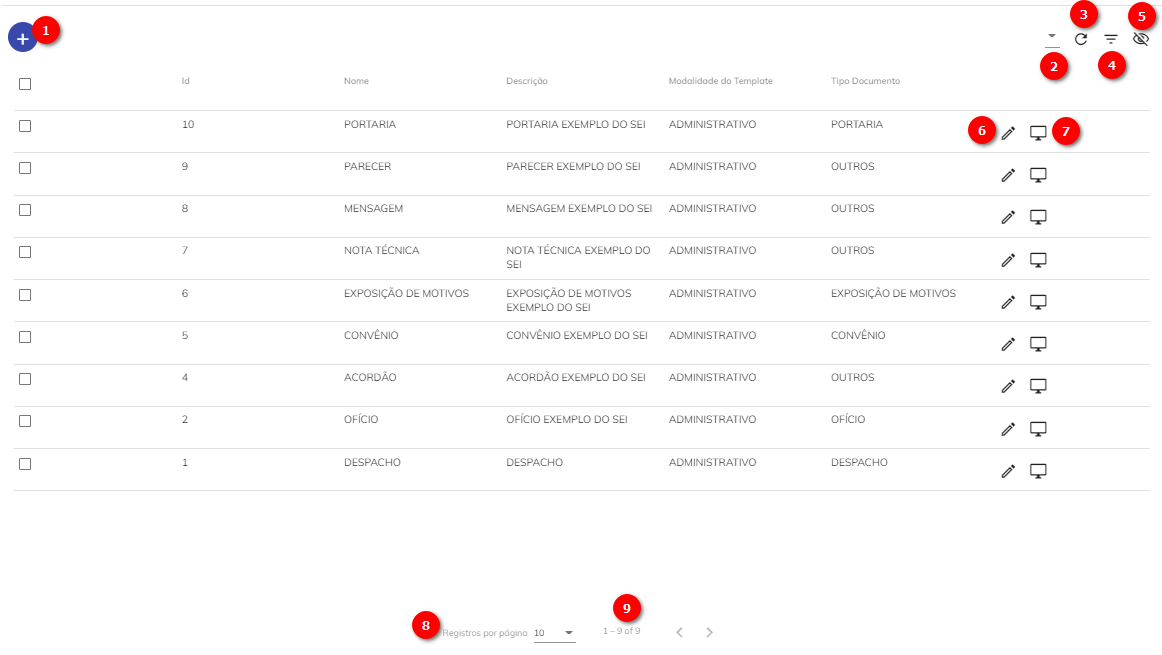 1
3
5
2
4
Id Nome Descrição Modalidade do Template Tipo Documento
10 PORTARIA PORTARIA EXEMPLO DO SEI ADMINISTRATIVO PORTARIA 6 7
9 PARECER PARECER EXEMPLO DO SEI ADMINISTRATIVO OUTROS
8 MENSAGEM MENSAGEM EXEMPLO DO SEI ADMINISTRATIVO OUTROS
7 NOTA TÉCNICA NOTA TÉCNICA EXEMPLO DO ADMINISTRATIVO OUTROS
SEI
6 EXPOSIÇÃO DE MOTIVOS EXPOSIÇÃO DE MOTIVOS ADMINISTRATIVO EXPOSIÇÃO DE MOTIVOS
EXEMPLO DO SEI
5 CONVÊNIO CONVÊNIO EXEMPLO DO SEI ADMINISTRATIVO CONVÊNIO
4 ACORDÃO ACORDÃO EXEMPLO DO SEI ADMINISTRATIVO OUTROS
2 OFÍCIO OFÍCIO EXEMPLO DO SEI ADMINISTRATIVO OFÍCIO
1 DESPACHO DESPACHO ADMINISTRATIVO DESPACHO
9
8 Registros por página 10 1 – 9 of 9